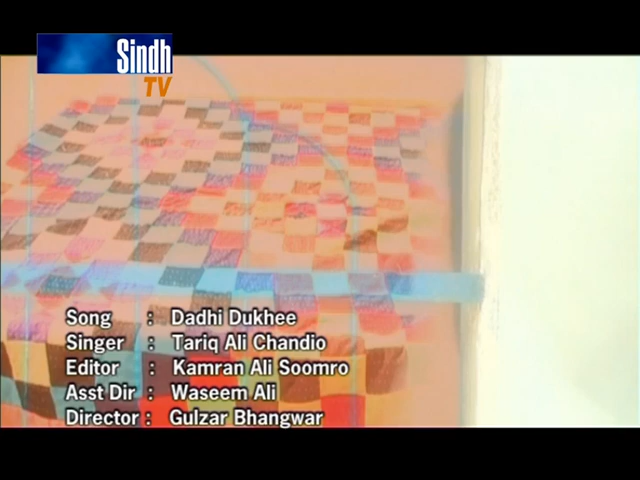 Sindh
TV
Song : Dadhi Dukhee
Singer : Tariq Ali Chandio
Editor : Kamran Ali Soomro
Asst Dir : Waseem Ali
Director : Gulzar Bhangwar